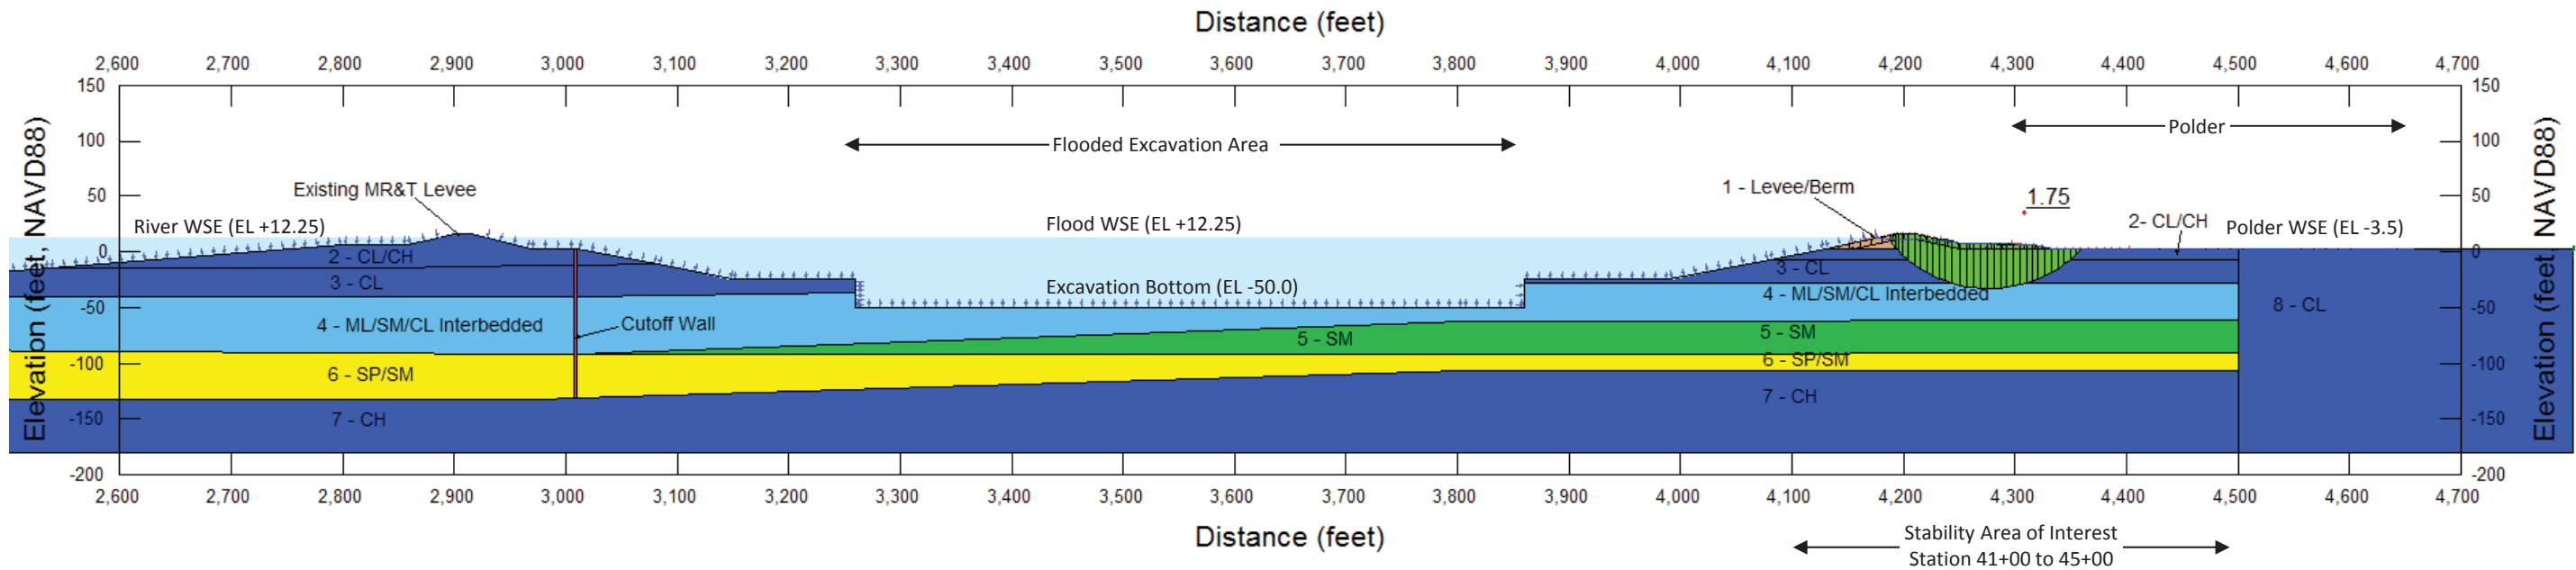 Distance (feet)
2,600 2,700 2,800 2,900 3,000 3,100 3,200 3,300 3,400 3,500 3,600 3,700 3,800 3,900 4,000 4,100 4,200 4,300 4,400 4,500 4,600 4,700
150 150
100 100
50 50
0 0
-50 -50
-100 -100
-150 -150
-200 -200
Elevation (feet, NAVD88)
Elevation (feet, NAVD88)
Flooded Excavation Area
Polder
Existing MR&T Levee
1 - Levee/Berm
1.75
River WSE (EL +12.25)
Flood WSE (EL +12.25)
2- CL/CH
Polder WSE (EL -3.5)
2 - CL/CH
3 - CL
3 - CL
Excavation Bottom (EL -50.0)
4 - ML/SM/CL Interbedded
8 - CL
4 - ML/SM/CL Interbedded
Cutoff Wall
5 - SM
5 - SM
6 - SP/SM
6 - SP/SM
7 - CH
7 - CH
2,600 2,700 2,800 2,900 3,000 3,100 3,200 3,300 3,400 3,500 3,600 3,700 3,800 3,900 4,000 4,100 4,200 4,300 4,400 4,500 4,600 4,700
Distance (feet)
Stability Area of Interest
Station 41+00 to 45+00